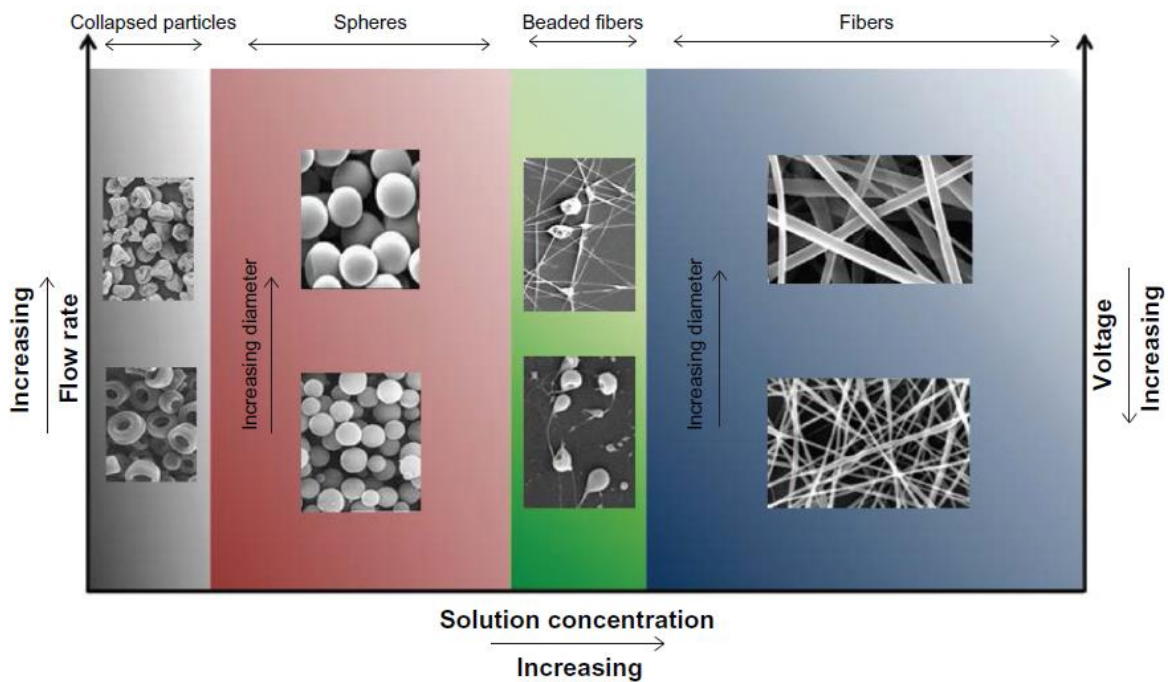 Collapsed particles
Spheres
Beaded fibers
Fibers
Increasing
Flow rate
Increasing diameter
Increasing diameter
Voltage
Increasing
Solution concentration
Increasing